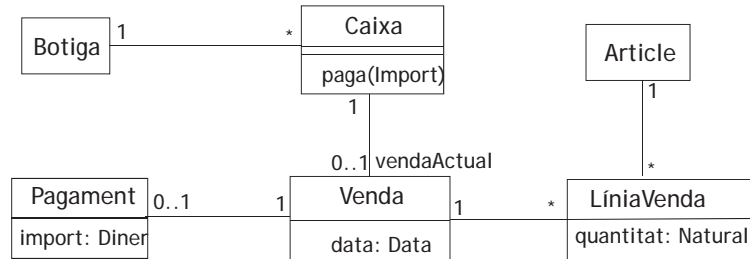 Botiga
1
*
Caixa
paga(Import)
1
Article
1
0..1 vendaActual
*
Pagament
import: Diner
0..1
1
Venda
data: Data
1
*
LíniaVenda
quantitat: Natural